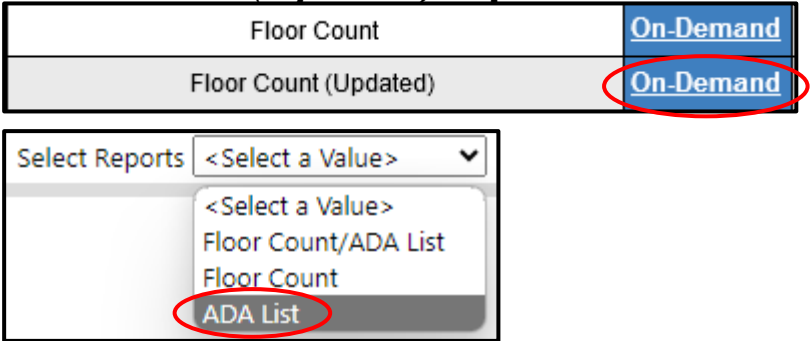 Floor Count On-Demand
Floor Count (Updated) On-Demand
Select Reports <Select a Value>
<Select a Value>
Floor Count/ADA List
Floor Count
ADA List